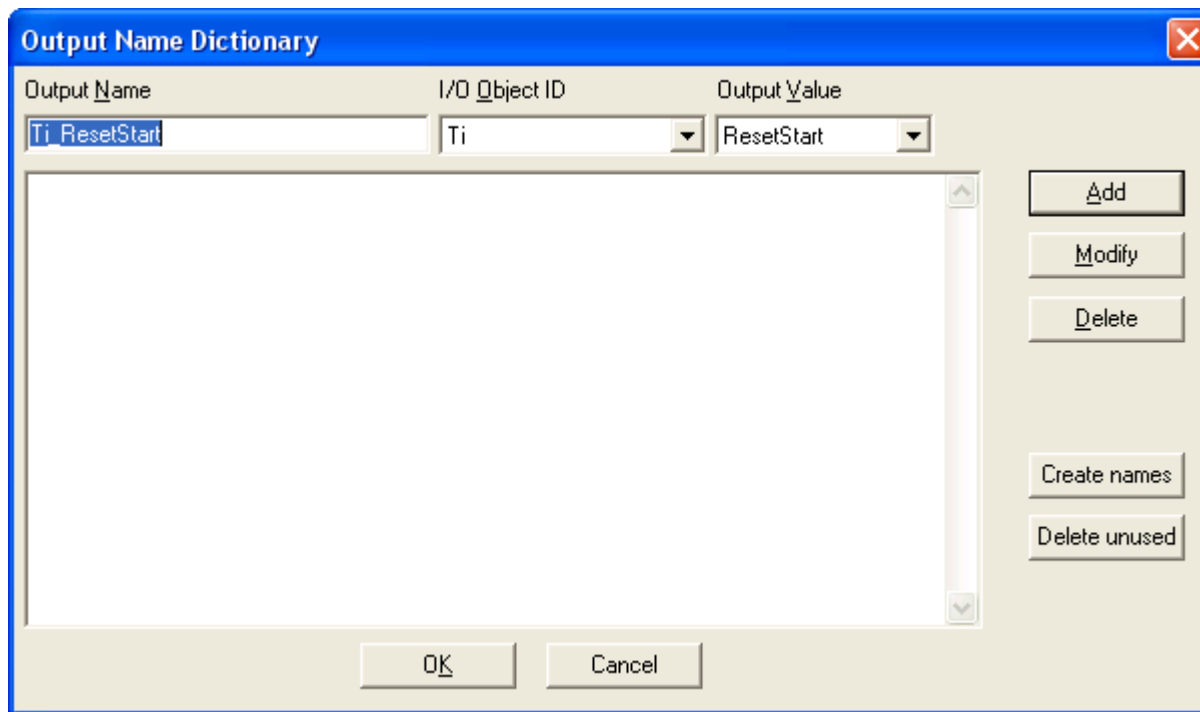 Output Name Dictionary
Output Name I/O Object ID Output Value
Ti_ResetStart Ti ResetStart
Add
Modify
Delete
Create names
Delete unused
OK Cancel